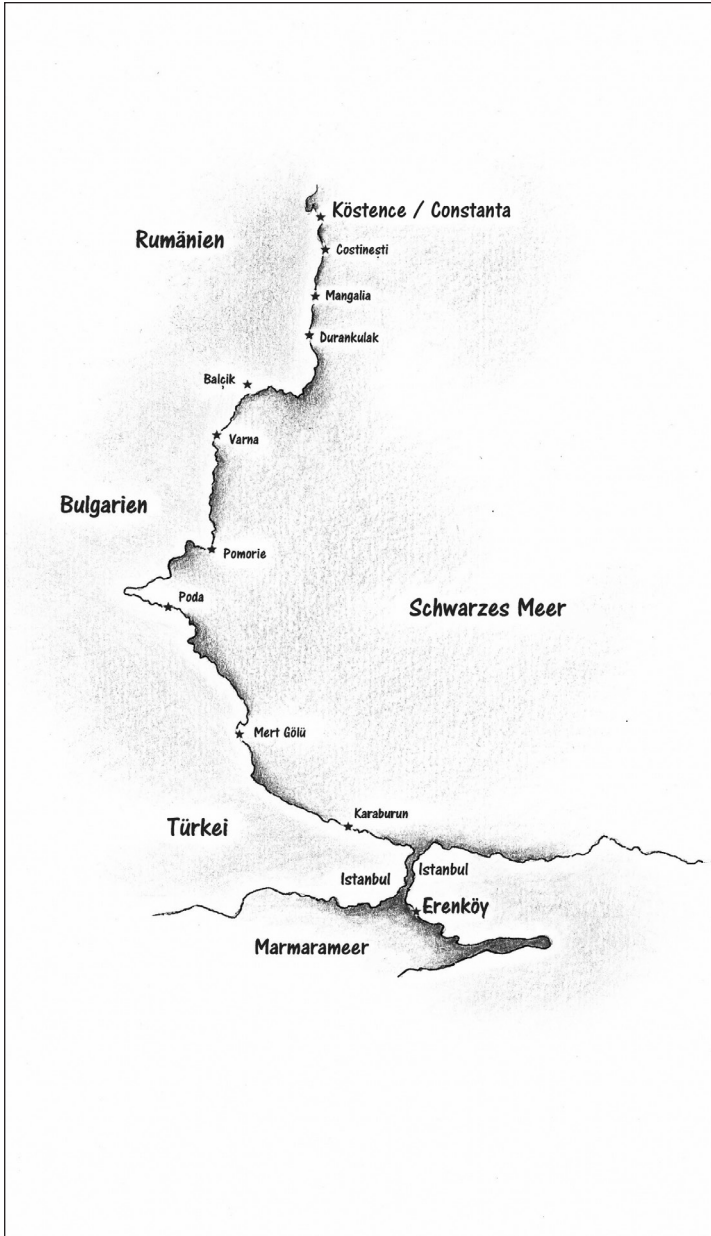 Köstence / Constanta
Rumänien
Costinești
Mangalia
Durankulak
Balçik
Varna
Bulgarien
Pomorie
Poda
Schwarzes Meer
Mert Gölü
Karaburun
Türkei
Istanbul
Istanbul
Erenköy
Marmarameer